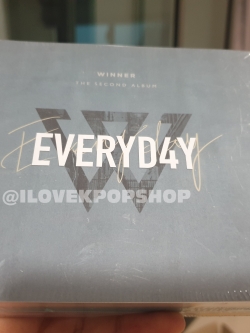 WINNER
THE SECOND ALBUM
EVERYD4Y
@ILOVEKPOPSHOP